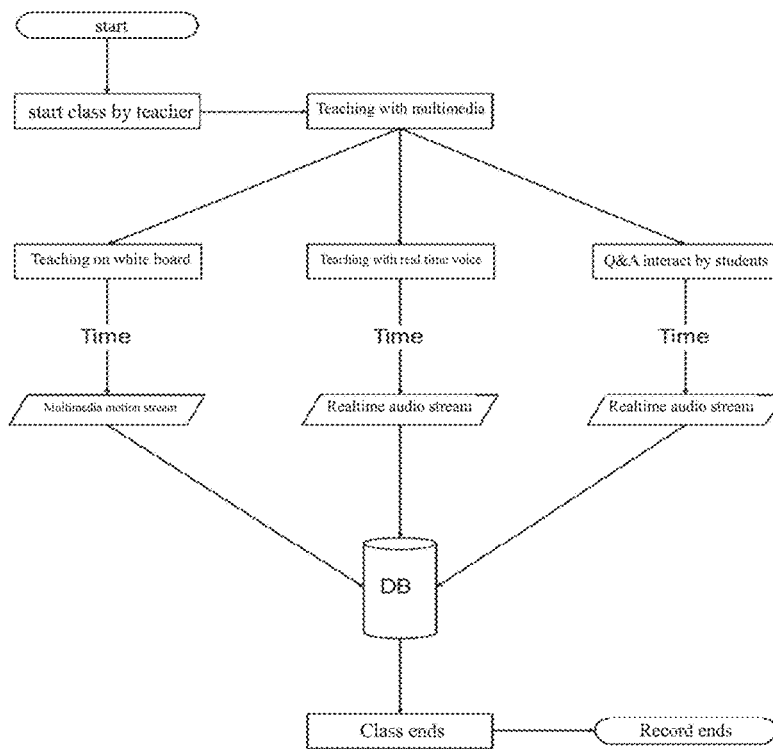 start
start class by teacher
Teaching with multimedia
Teaching on white board
Teaching with real time voice
Q&A interact by students
Time
Time
Time
Multimedia motion stream
Realtime audio stream
Realtime audio stream
DB
Class ends
Record ends